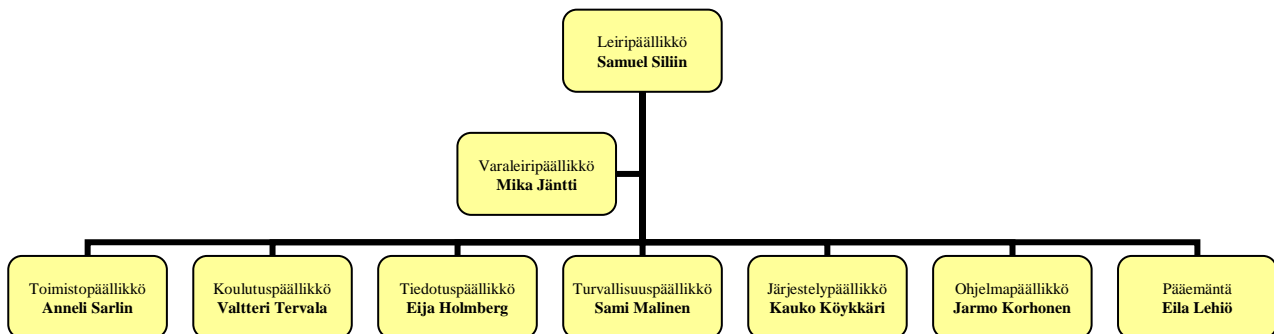 Leiripäällikkö
Samuel Siliin
Varaleiripäällikkö
Mika Jäntti
Toimistopäällikkö
Anneli Sarlin
Koulutuspäällikkö
Valtteri Tervala
Tiedotuspäällikkö
Eija Holmberg
Turvallisuuspäällikkö
Sami Malinen
Järjestelypäällikkö
Kauko Köykkäri
Ohjelmapäällikkö
Jarmo Korhonen
Pääemäntä
Eila Lehiö